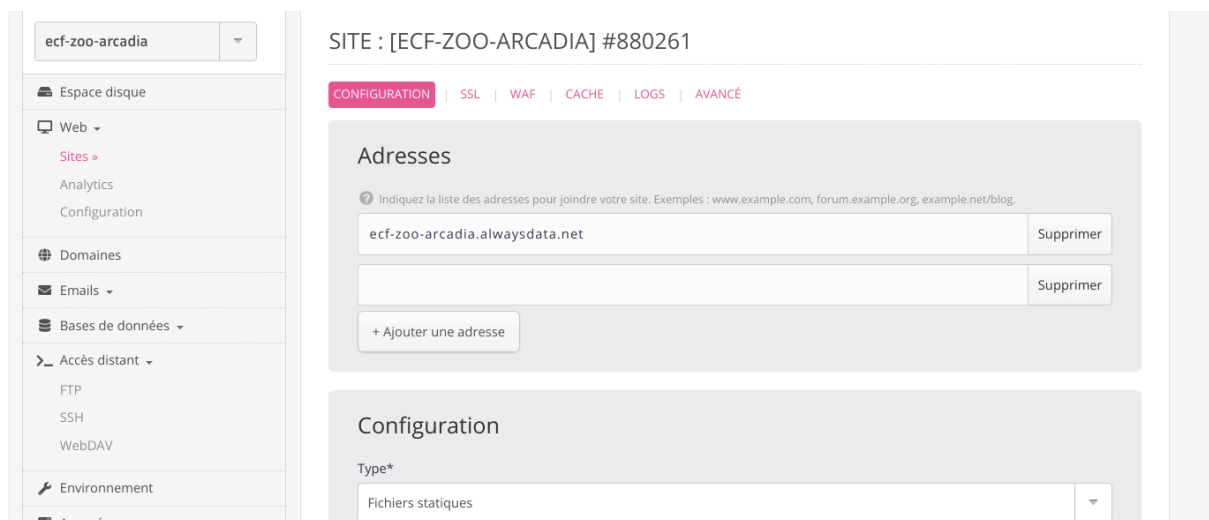 ecf-zoo-arcadia
Espace disque
Web
Sites »
Analytics
Configuration
Domaines
Emails
Bases de données
Accès distant
FTP
SSH
WebDAV
Environnement
SITE : [ECF-ZOO-ARCADIA] #880261
CONFIGURATION | SSL | WAF | CACHE | LOGS | AVANCÉ
Adresses
Indiquez la liste des adresses pour joindre votre site. Exemples : www.example.com, forum.example.org, example.net/blog.
ecf-zoo-arcadia.alwaysdata.net Supprimer
Supprimer
+ Ajouter une adresse
Configuration
Type*
Fichiers statiques